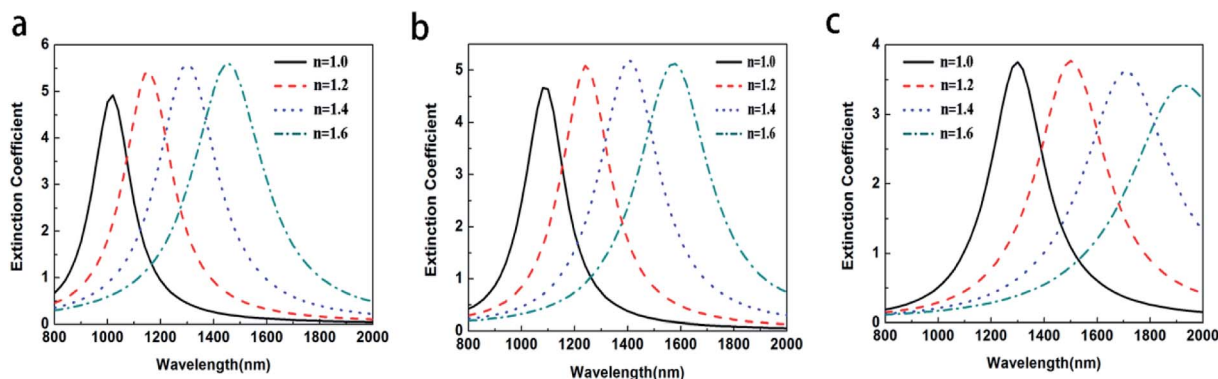 a
6
5
4
3
2
1
0
Extinction Coefficient
n=1.0
n=1.2
n=1.4
n=1.6
800 1000 1200 1400 1600 1800 2000
Wavelength(nm)
b
5
4
3
2
1
0
Extinction Coefficient
n=1.0
n=1.2
n=1.4
n=1.6
800 1000 1200 1400 1600 1800 2000
Wavelength(nm)
c
4
3
2
1
0
Extinction Coefficient
n=1.0
n=1.2
n=1.4
n=1.6
800 1000 1200 1400 1600 1800 2000
Wavelength(nm)